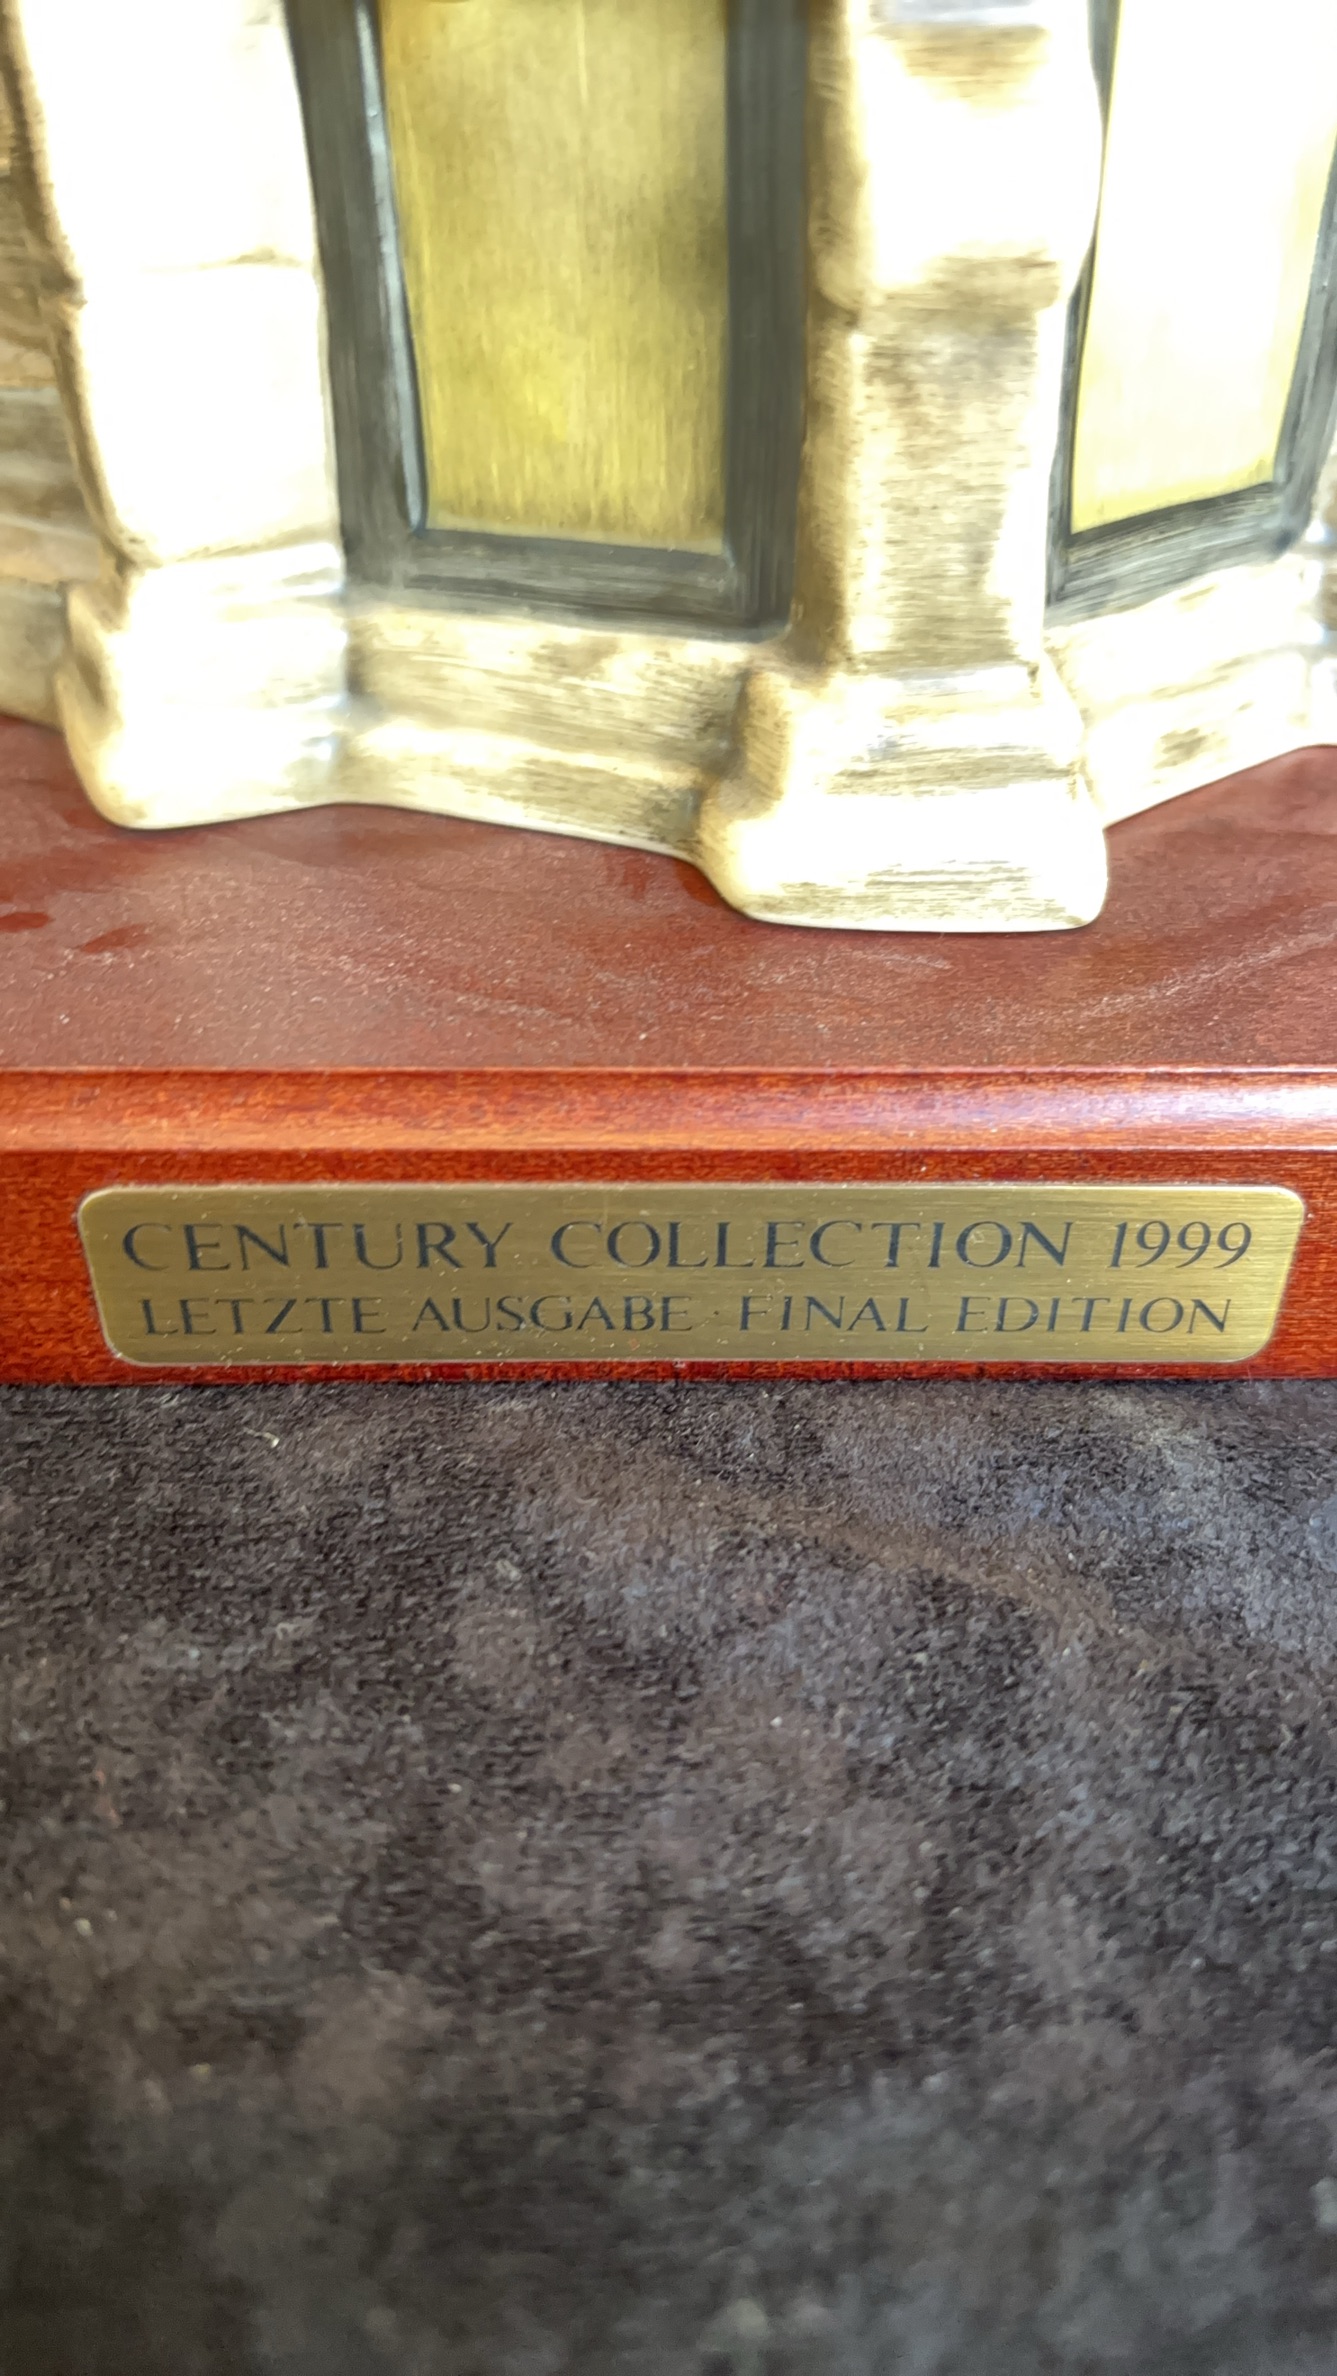 CENTURY COLLECTION 1999
LETZTE AUSGABE · FINAL EDITION